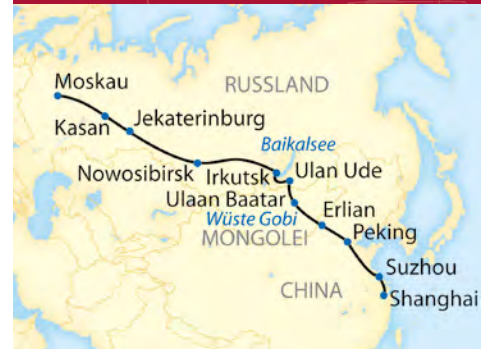 Moskau
RUSSLAND
Kasan
Jekaterinburg
Baikalsee
Nowosibirsk
Irkutsk
Ulan Ude
Ulaan Baatar
Wüste Gobi
Erlian
MONGOLEI
Peking
Suzhou
CHINA
Shanghai